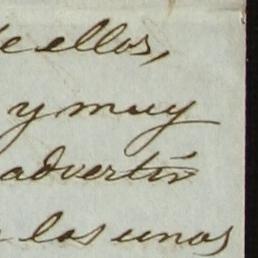 de ellos,
y muy
advertir
los unos